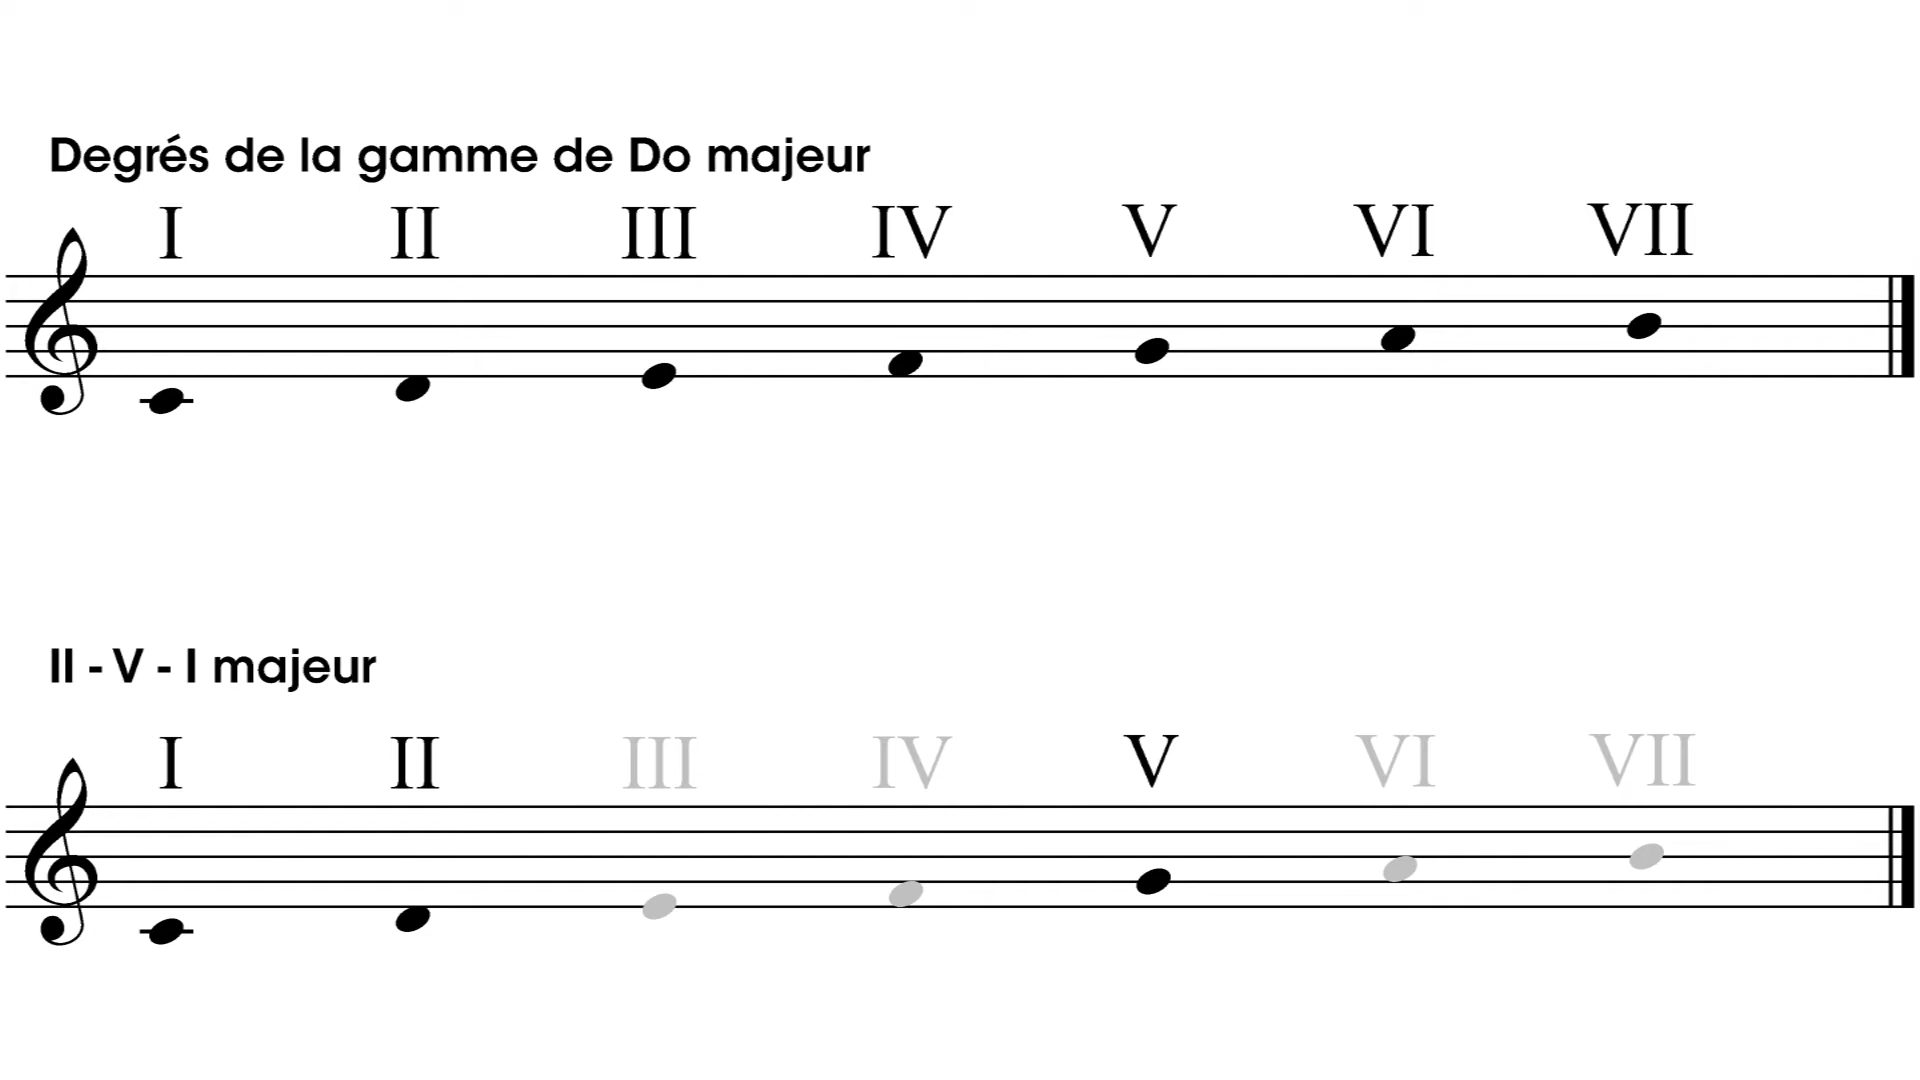 Degrés de la gamme de Do majeur
I II III IV V VI VII
II - V - I majeur
I II III IV V VI VII